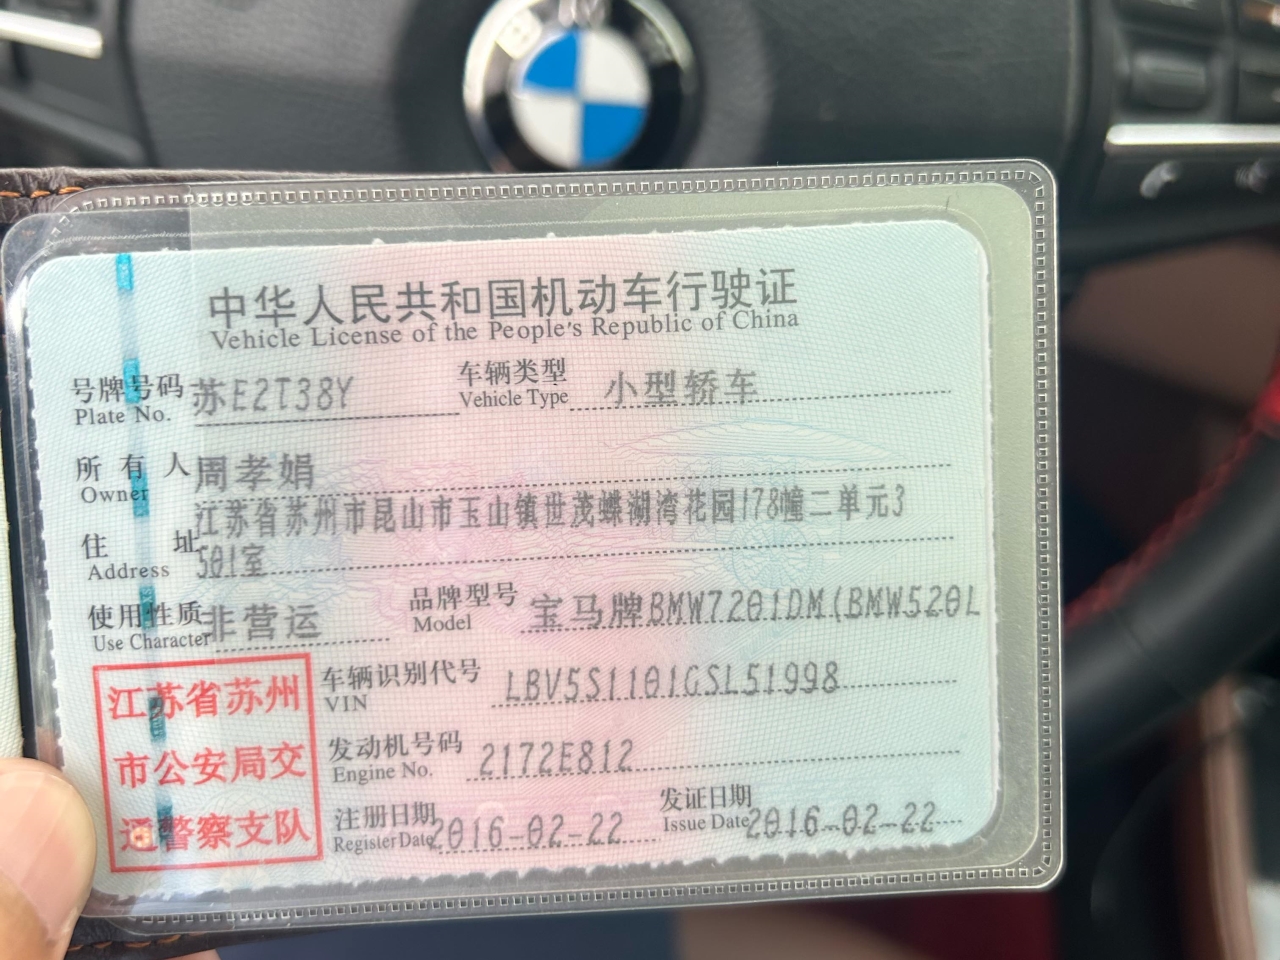 中华人民共和国机动车行驶证
Vehicle License of the People's Republic of China
号牌号码 苏E2T38Y 车辆类型 小型轿车
Plate No. Vehicle Type
所有人 周孝娟
Owner
江苏省苏州市昆山市玉山镇世茂蝶湖湾花园178幢二单元3
住址 501室
Address
使用性质 非营运 品牌型号 宝马牌BMW7201DM(BMW520L
Use Character Model
江苏省苏州
市公安局交
通警察支队
车辆识别代号 LBV5S1101GSL51998
VIN
发动机号码 2172E812
Engine No.
注册日期 2016-02-22 发证日期 2016-02-22
Register Date Issue Date